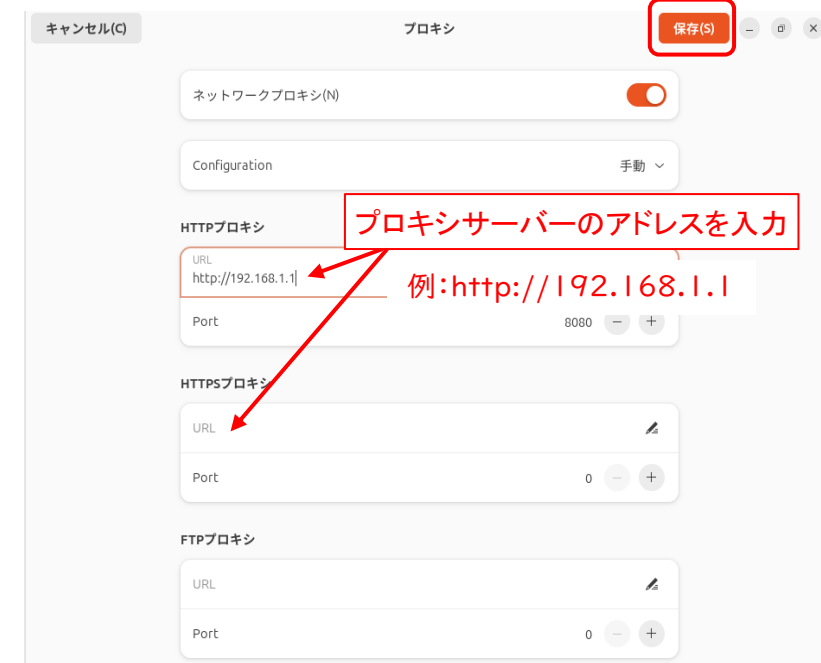 キャンセル(C)
プロキシ
保存(S)
ネットワークプロキシ(N)
Configuration
手動
プロキシサーバーのアドレスを入力
HTTPプロキシ
URL
http://192.168.1.1
例:http://192.168.1.1
Port
8080
HTTPSプロキシ
URL
Port
0
FTPプロキシ
URL
Port
0